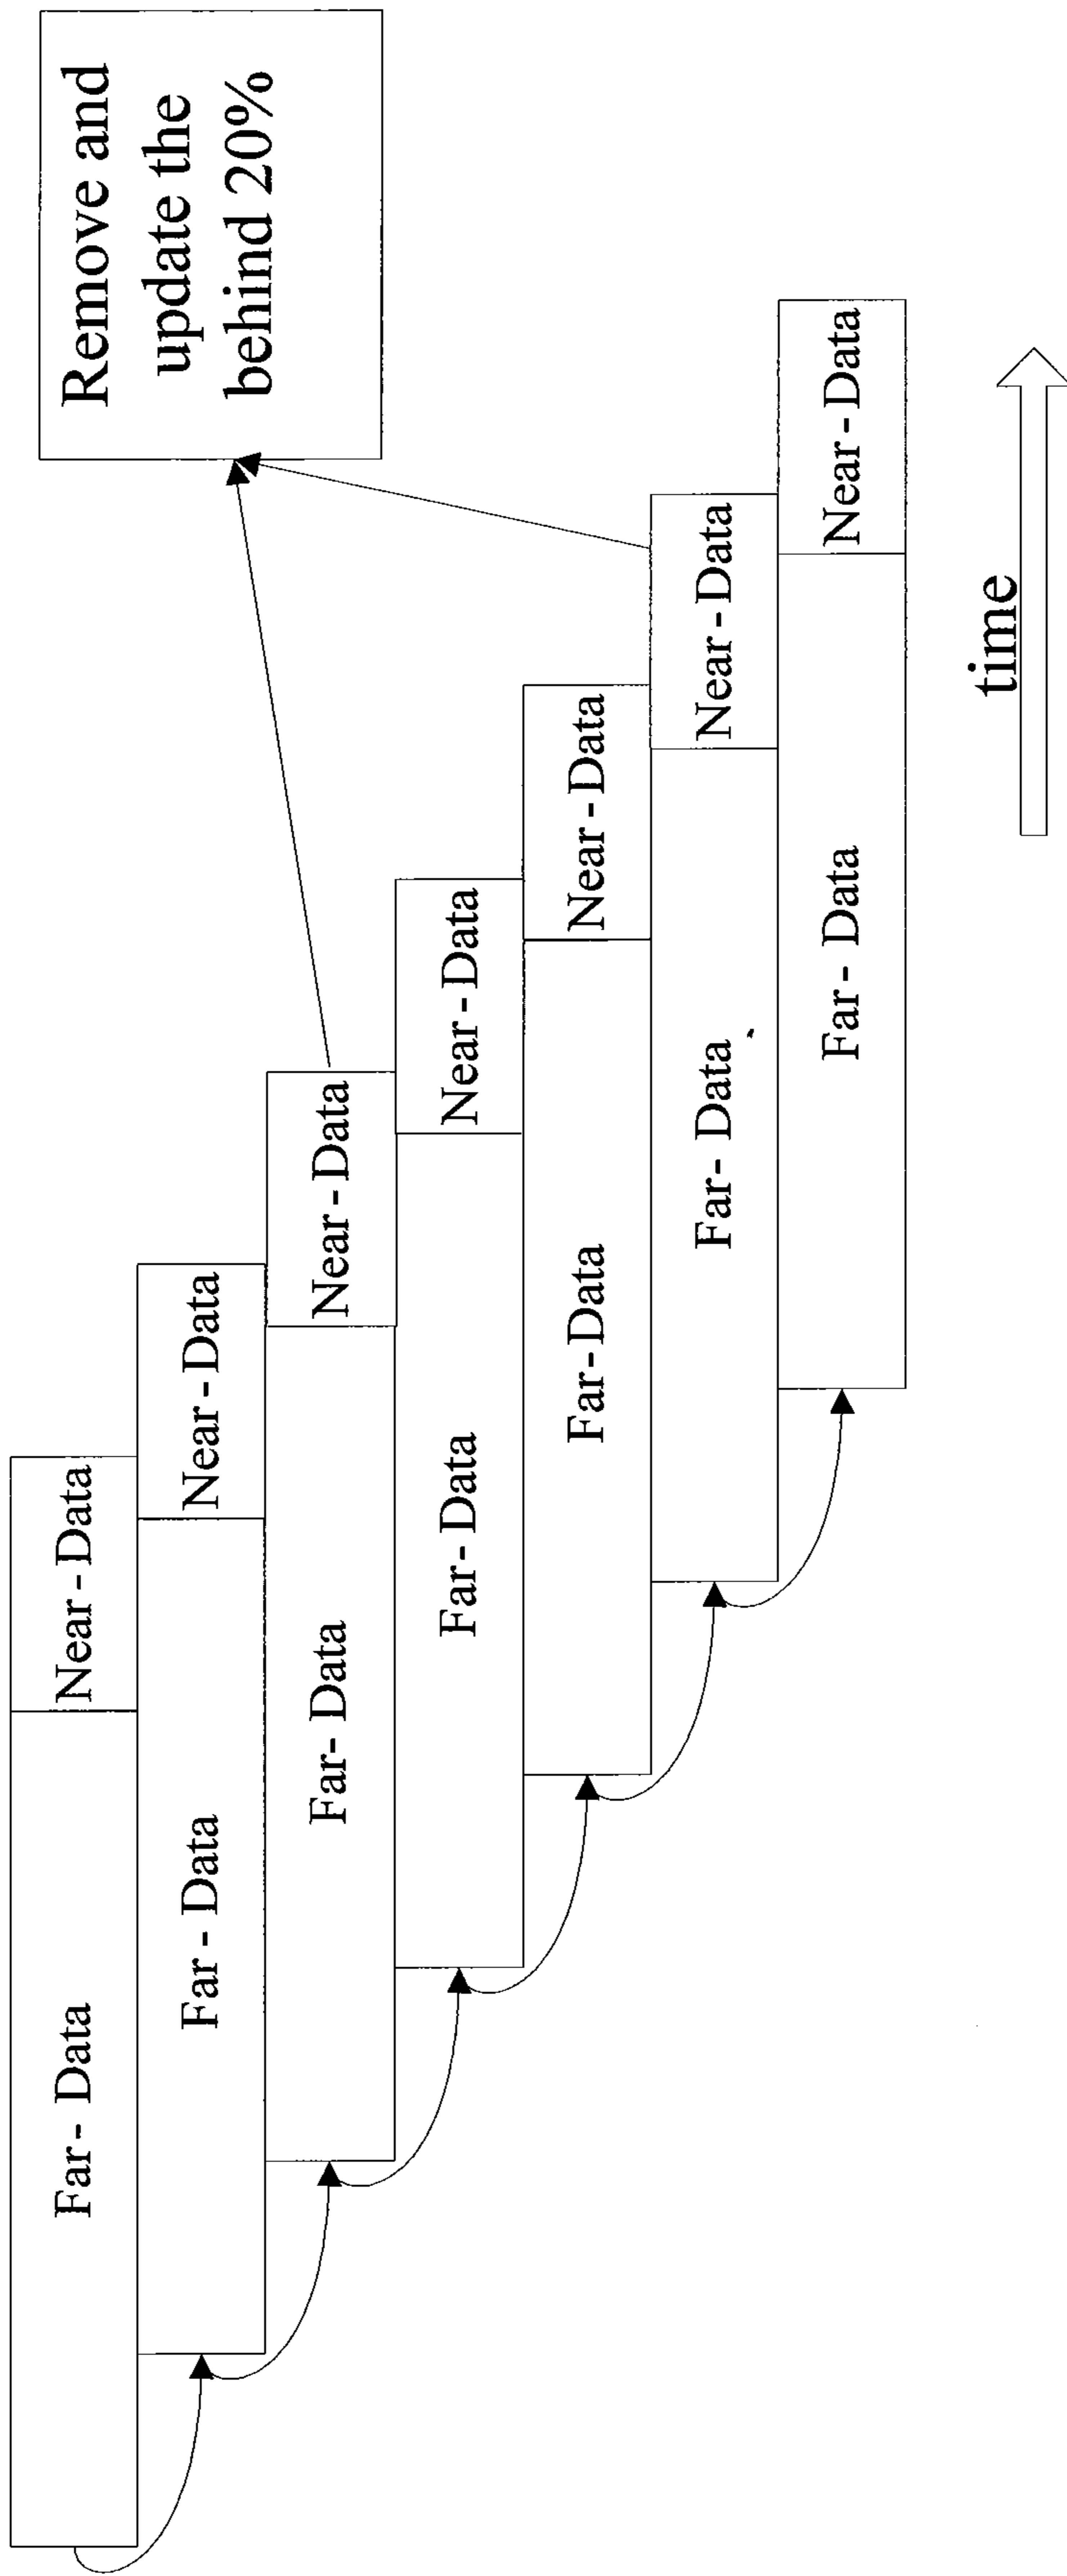 Remove and
update the
behind 20%
Far- Data
Near-Data
Far - Data
Near-Data
Far- Data
Near-Data
Far- Data
Near-Data
Far-Data
Near-Data
Far- Data
Near-Data
Far- Data
Near-Data
time